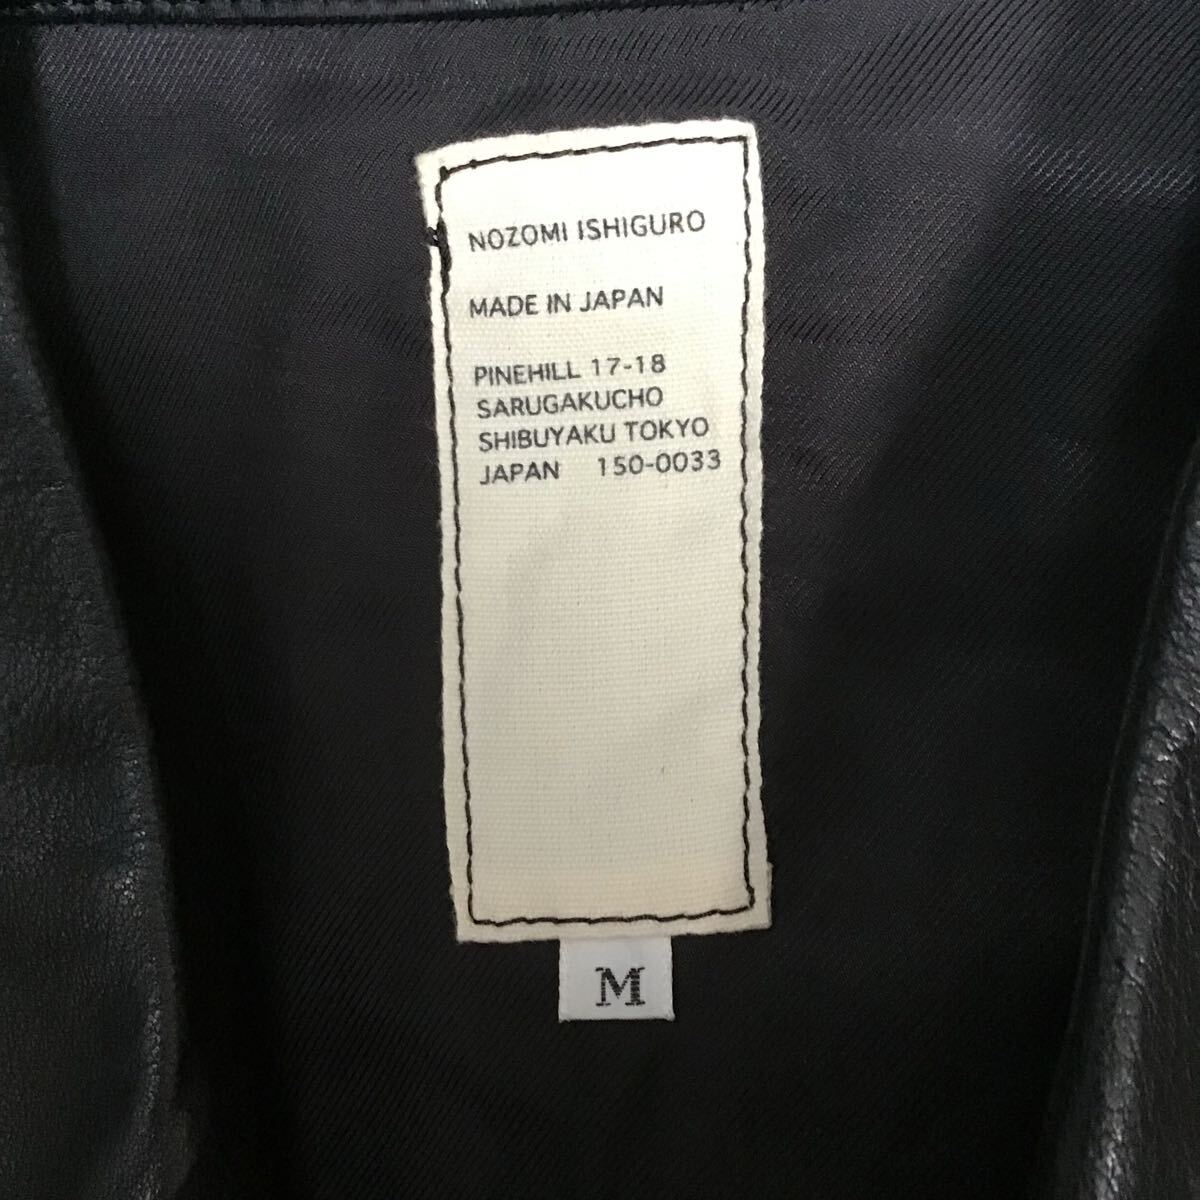 NOZOMI ISHIGURO
MADE IN JAPAN
PINEHILL 17-18
SARUGAKUCHO
SHIBUYAKU TOKYO
JAPAN 150-0033
M